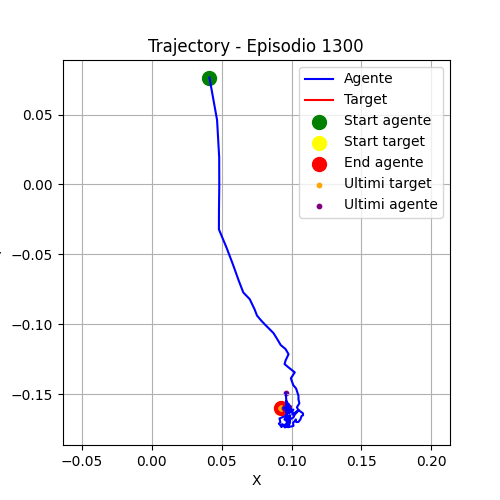 Trajectory - Episodio 1300
Agente
Target
Start agente
Start target
End agente
Ultimi target
Ultimi agente
0.05
0.00
−0.05
−0.10
−0.15
−0.05
0.00
0.05
0.10
0.15
0.20
X